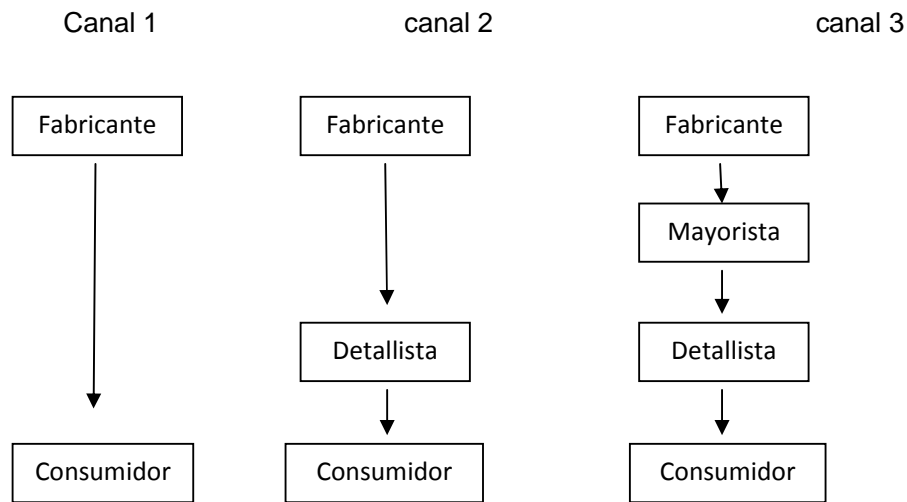 Canal 1 canal 2 canal 3
Fabricante Fabricante Fabricante
Mayorista
Detallista Detallista
Consumidor Consumidor Consumidor